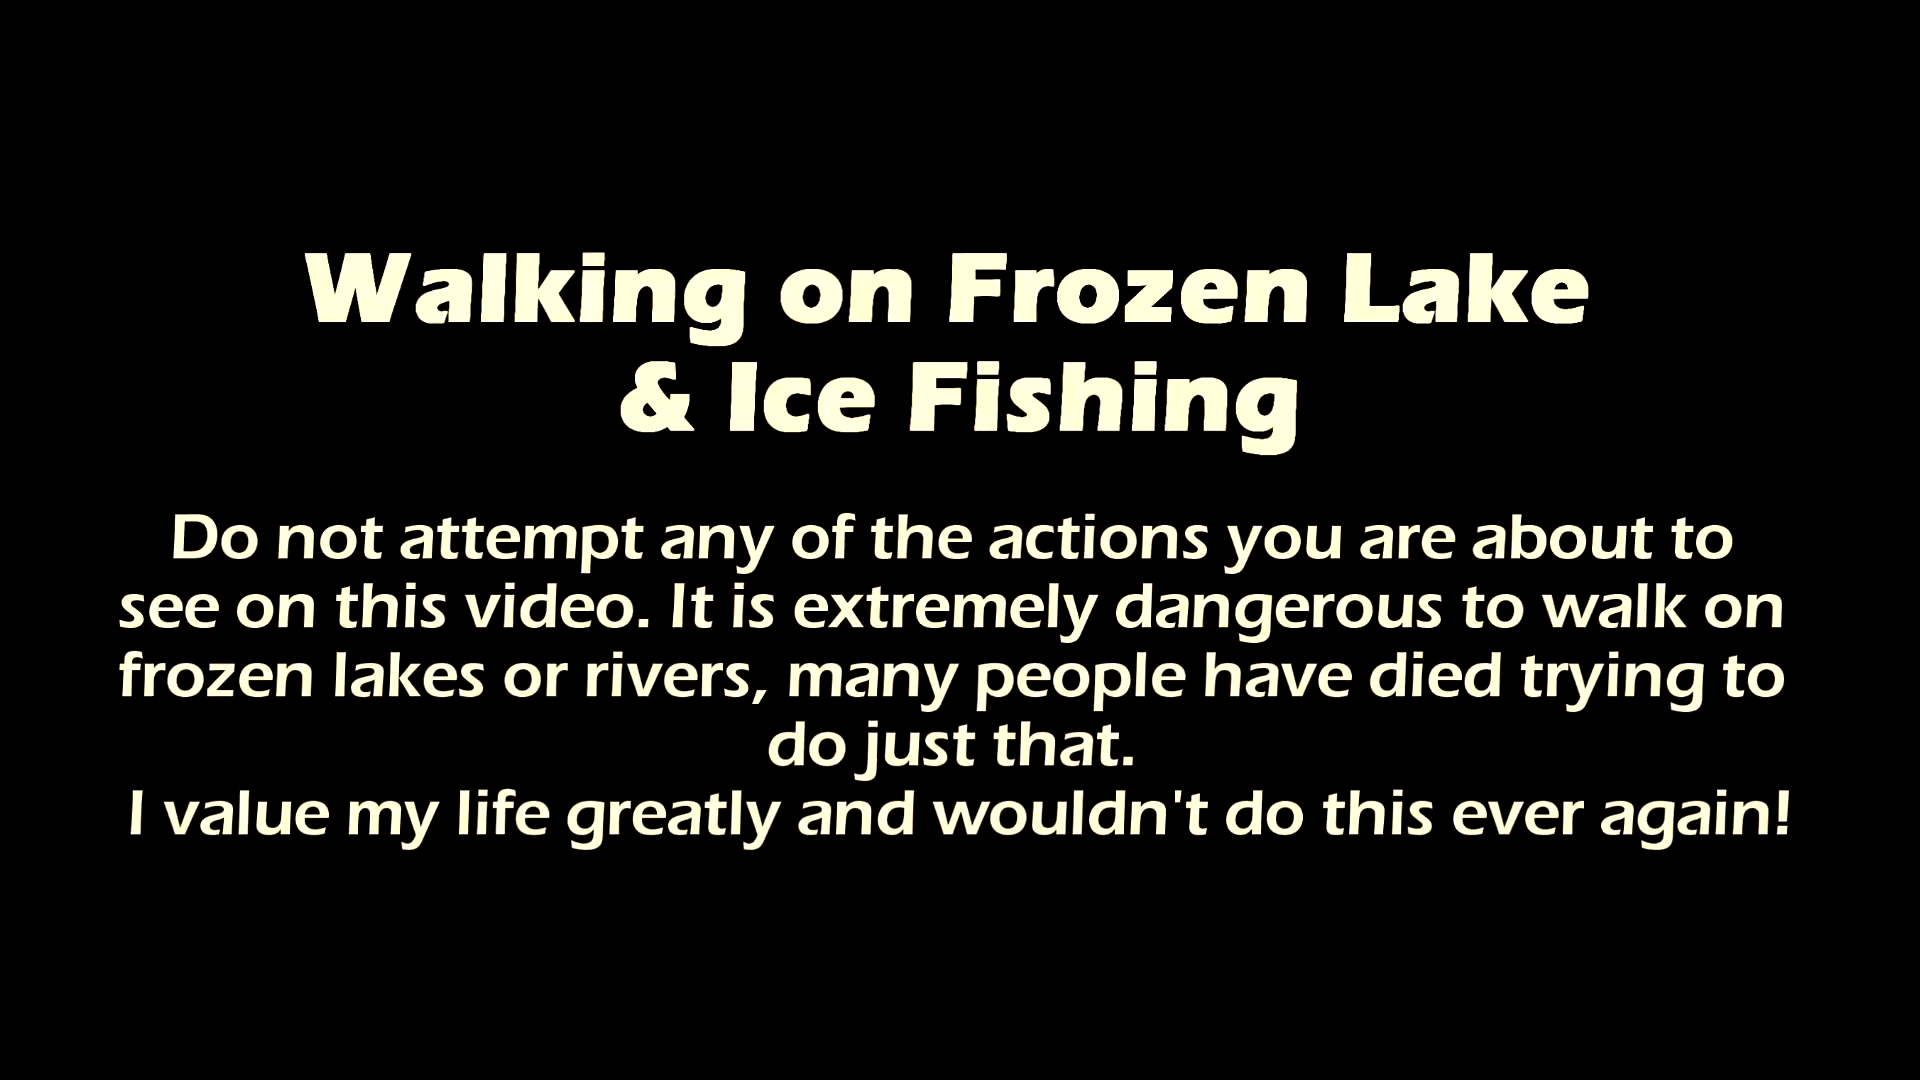 Walking on Frozen Lake
& Ice Fishing
Do not attempt any of the actions you are about to
see on this video. It is extremely dangerous to walk on
frozen lakes or rivers, many people have died trying to
do just that.
I value my life greatly and wouldn't do this ever again!